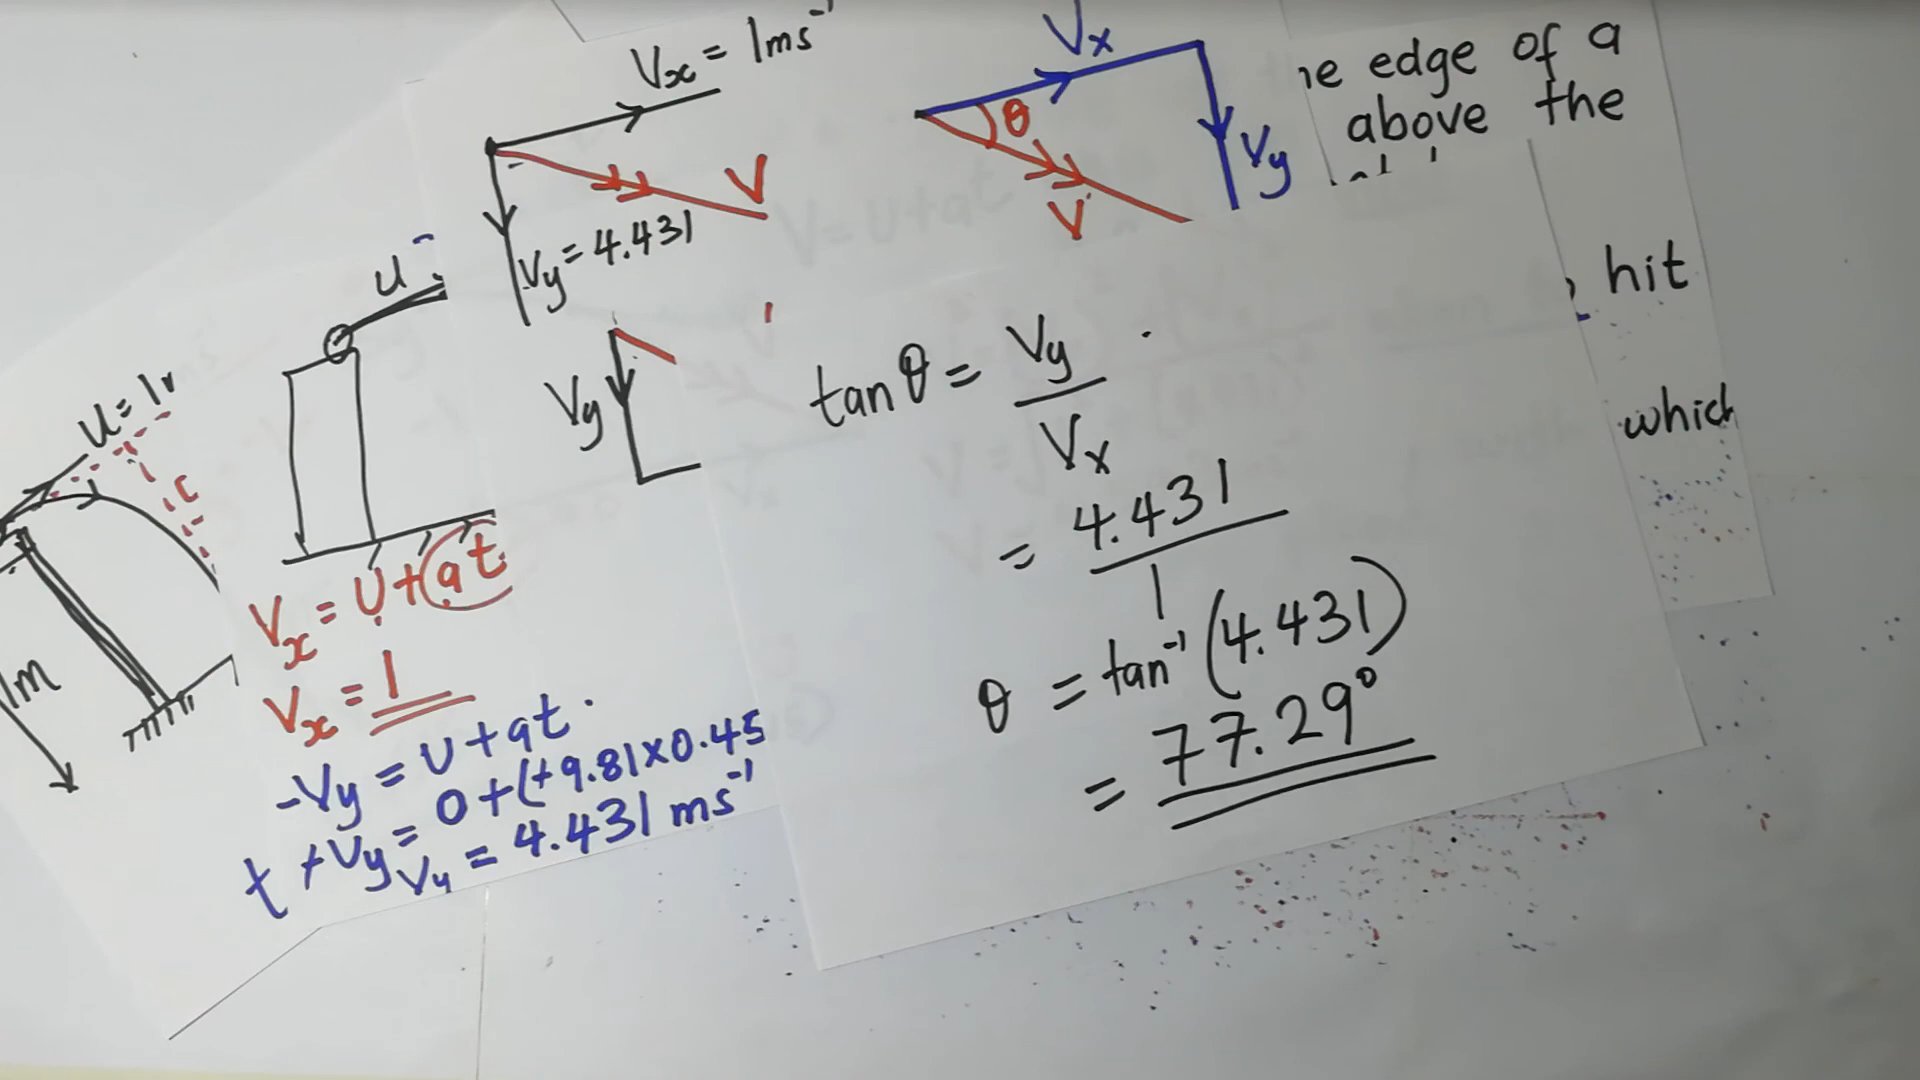 Vx = 1ms⁻¹
V
Vy = 4.431
Vx
θ
V
Vy
edge of a
above the
hit
which
u
U = 1
1m
Vy
Vx = U + at
Vx = 1
-Vy = U + at.
t
+Vy = 0 + (+9.81×0.45
Vy = 4.431 ms⁻¹
tan θ = Vy
Vx
= 4.431
1
θ = tan⁻¹ (4.431)
= 77.29°